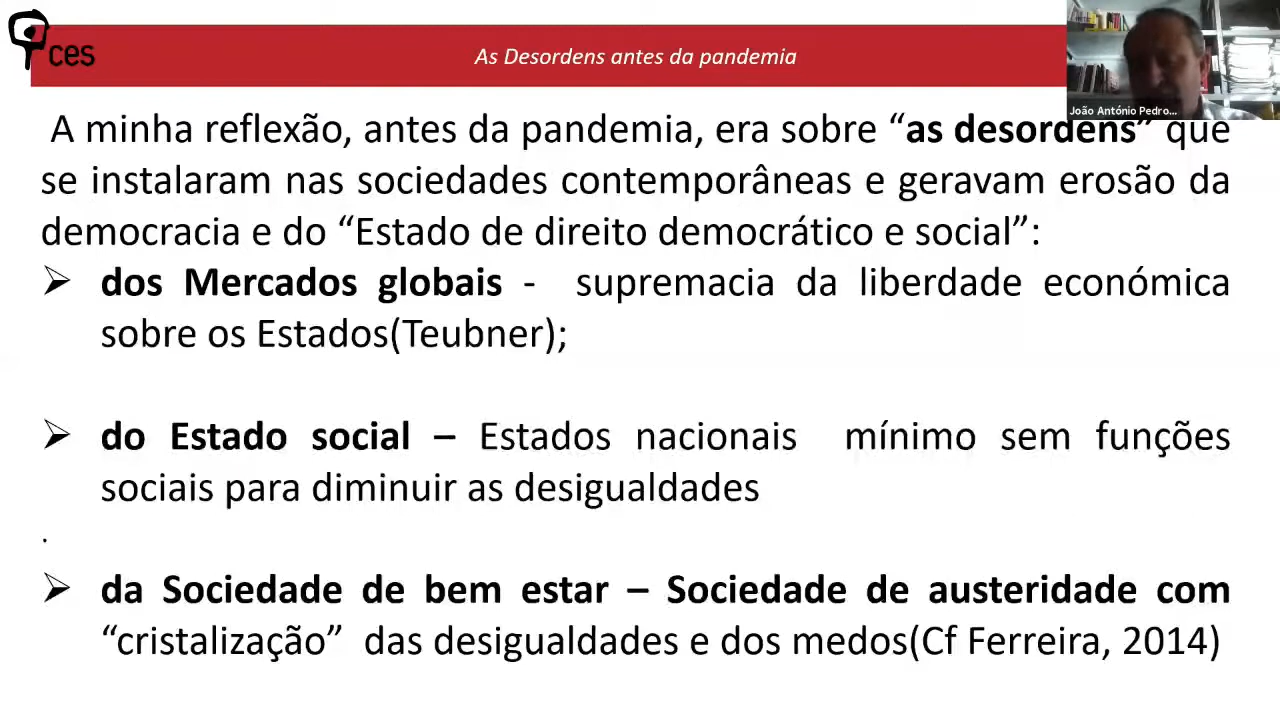 ces
As Desordens antes da pandemia
João António Pedro...
A minha reflexão, antes da pandemia, era sobre “as desordens” que
se instalaram nas sociedades contemporâneas e geravam erosão da
democracia e do “Estado de direito democrático e social”:
➢ dos Mercados globais - supremacia da liberdade económica
sobre os Estados(Teubner);
➢ do Estado social – Estados nacionais mínimo sem funções
sociais para diminuir as desigualdades
.
➢ da Sociedade de bem estar – Sociedade de austeridade com
“cristalização” das desigualdades e dos medos(Cf Ferreira, 2014)